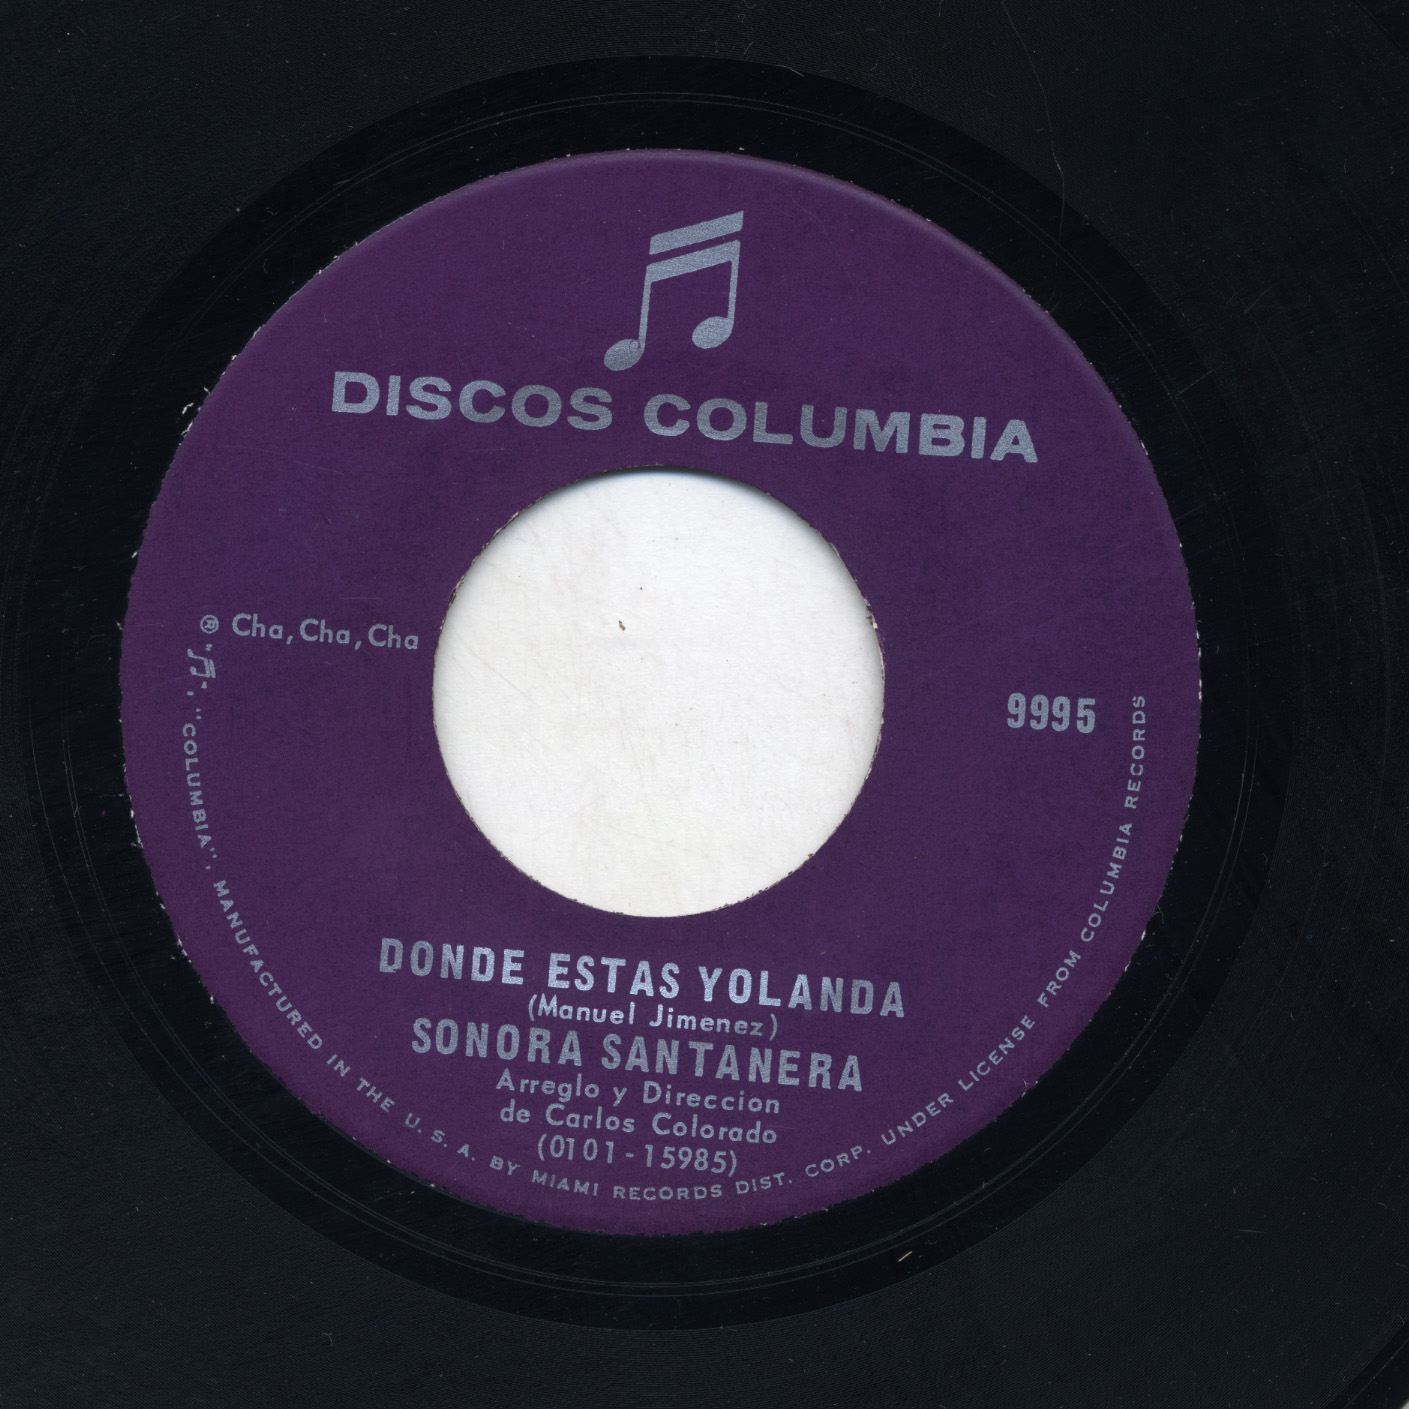 DISCOS COLUMBIA
Cha, Cha, Cha
9995
DONDE ESTAS YOLANDA
(Manuel Jimenez)
SONORA SANTANERA
Arreglo y Direccion
de Carlos Colorado
(0101-15985)
® "♫", "COLUMBIA", MANUFACTURED IN THE U. S. A. BY MIAMI RECORDS DIST. CORP. UNDER LICENSE FROM COLUMBIA RECORDS